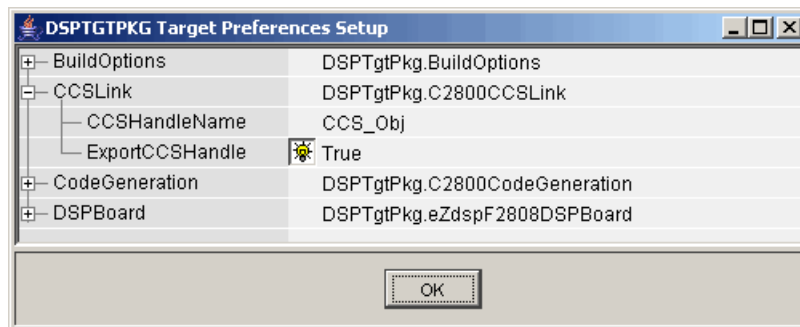 DSPTGTPKG Target Preferences Setup
BuildOptions DSPTgtPkg.BuildOptions
CCSLink DSPTgtPkg.C2800CCSLink
CCSHandleName CCS_Obj
ExportCCSHandle True
CodeGeneration DSPTgtPkg.C2800CodeGeneration
DSPBoard DSPTgtPkg.eZdspF2808DSPBoard
OK